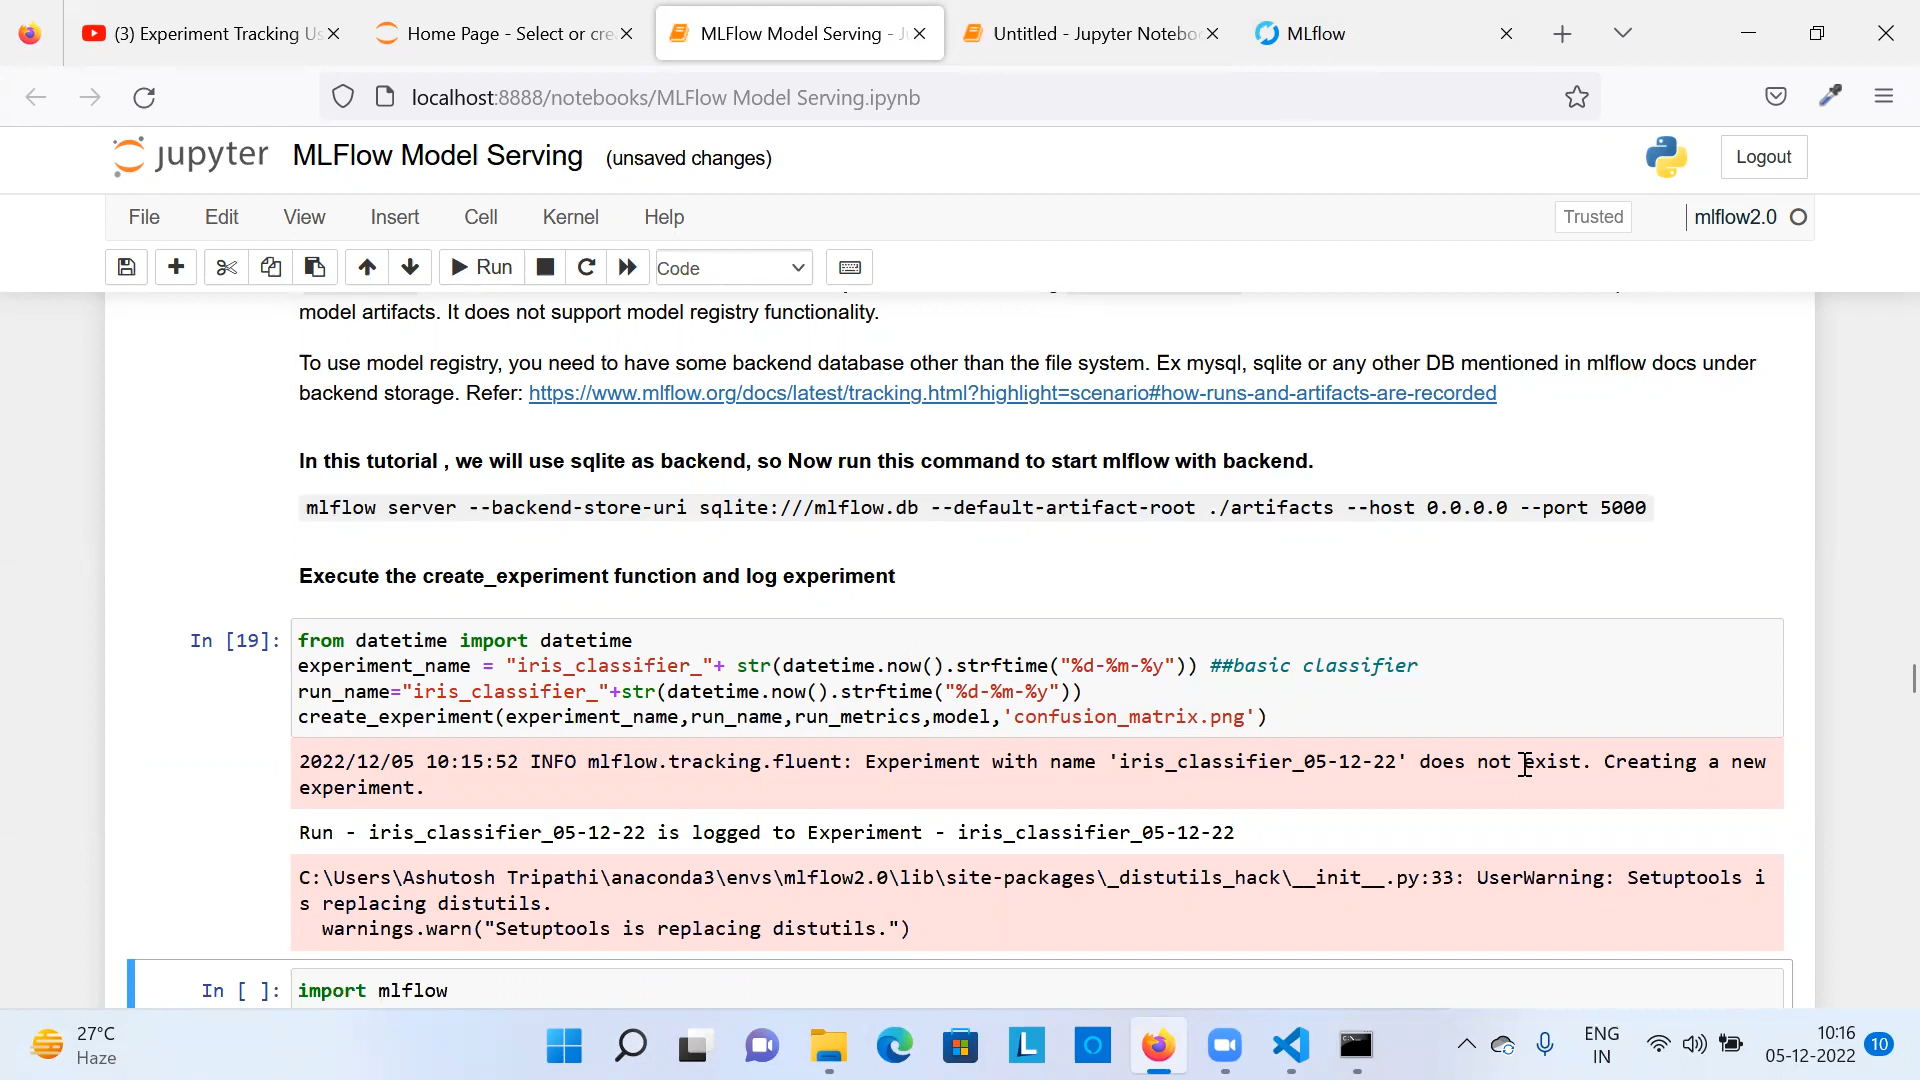 (3) Experiment Tracking Us
Home Page - Select or cre
MLFlow Model Serving - Ju
Untitled - Jupyter Notebo
MLflow
localhost:8888/notebooks/MLFlow Model Serving.ipynb
jupyter MLFlow Model Serving (unsaved changes)
Logout
File Edit View Insert Cell Kernel Help Trusted mlflow2.0
Run Code
model artifacts. It does not support model registry functionality.
To use model registry, you need to have some backend database other than the file system. Ex mysql, sqlite or any other DB mentioned in mlflow docs under
backend storage. Refer: https://www.mlflow.org/docs/latest/tracking.html?highlight=scenario#how-runs-and-artifacts-are-recorded
In this tutorial , we will use sqlite as backend, so Now run this command to start mlflow with backend.
mlflow server --backend-store-uri sqlite:///mlflow.db --default-artifact-root ./artifacts --host 0.0.0.0 --port 5000
Execute the create_experiment function and log experiment
In [19]: from datetime import datetime
experiment_name = "iris_classifier_"+ str(datetime.now().strftime("%d-%m-%y")) ##basic classifier
run_name="iris_classifier_"+str(datetime.now().strftime("%d-%m-%y"))
create_experiment(experiment_name,run_name,run_metrics,model,'confusion_matrix.png')
2022/12/05 10:15:52 INFO mlflow.tracking.fluent: Experiment with name 'iris_classifier_05-12-22' does not exist. Creating a new
experiment.
Run - iris_classifier_05-12-22 is logged to Experiment - iris_classifier_05-12-22
C:\Users\Ashutosh Tripathi\anaconda3\envs\mlflow2.0\lib\site-packages\_distutils_hack\__init__.py:33: UserWarning: Setuptools i
s replacing distutils.
warnings.warn("Setuptools is replacing distutils.")
In [ ]: import mlflow
27°C
Haze
L
ENG
IN
10:16
05-12-2022
10